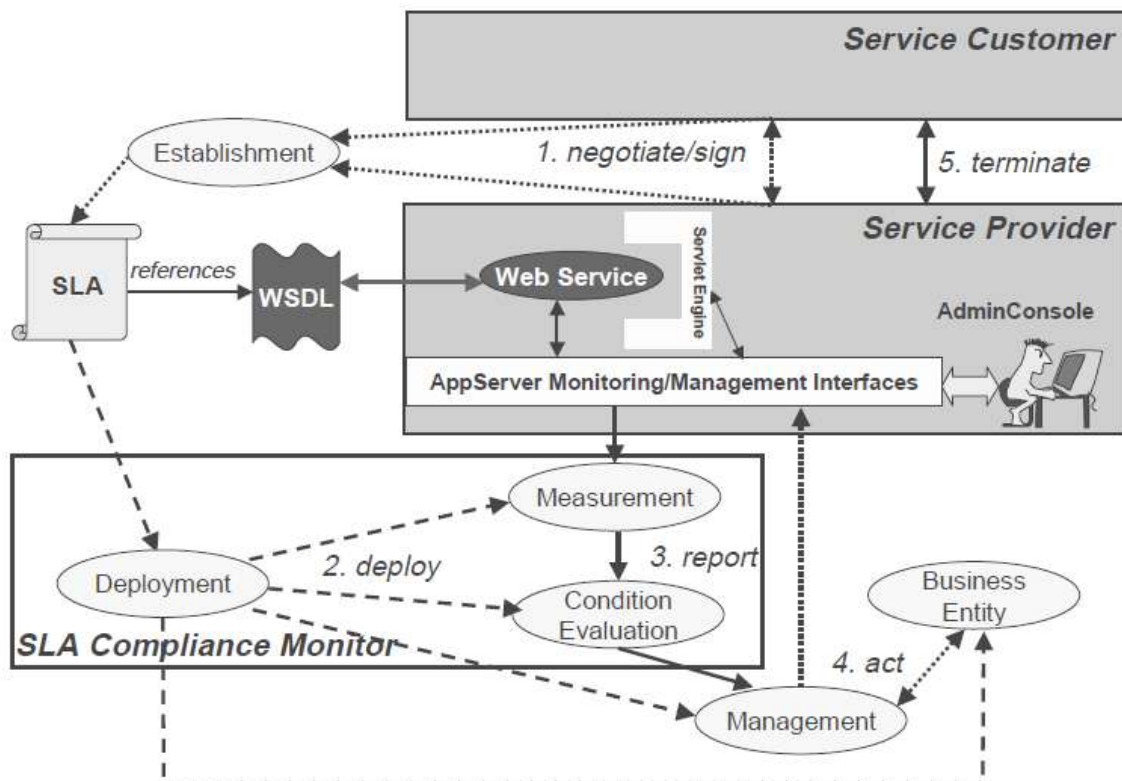 Service Customer
Establishment
1. negotiate/sign
5. terminate
Service Provider
SLA
references
WSDL
Web Service
Servlet Engine
AdminConsole
AppServer Monitoring/Management Interfaces
Measurement
Deployment
2. deploy
3. report
Condition
Evaluation
Business
Entity
SLA Compliance Monitor
4. act
Management